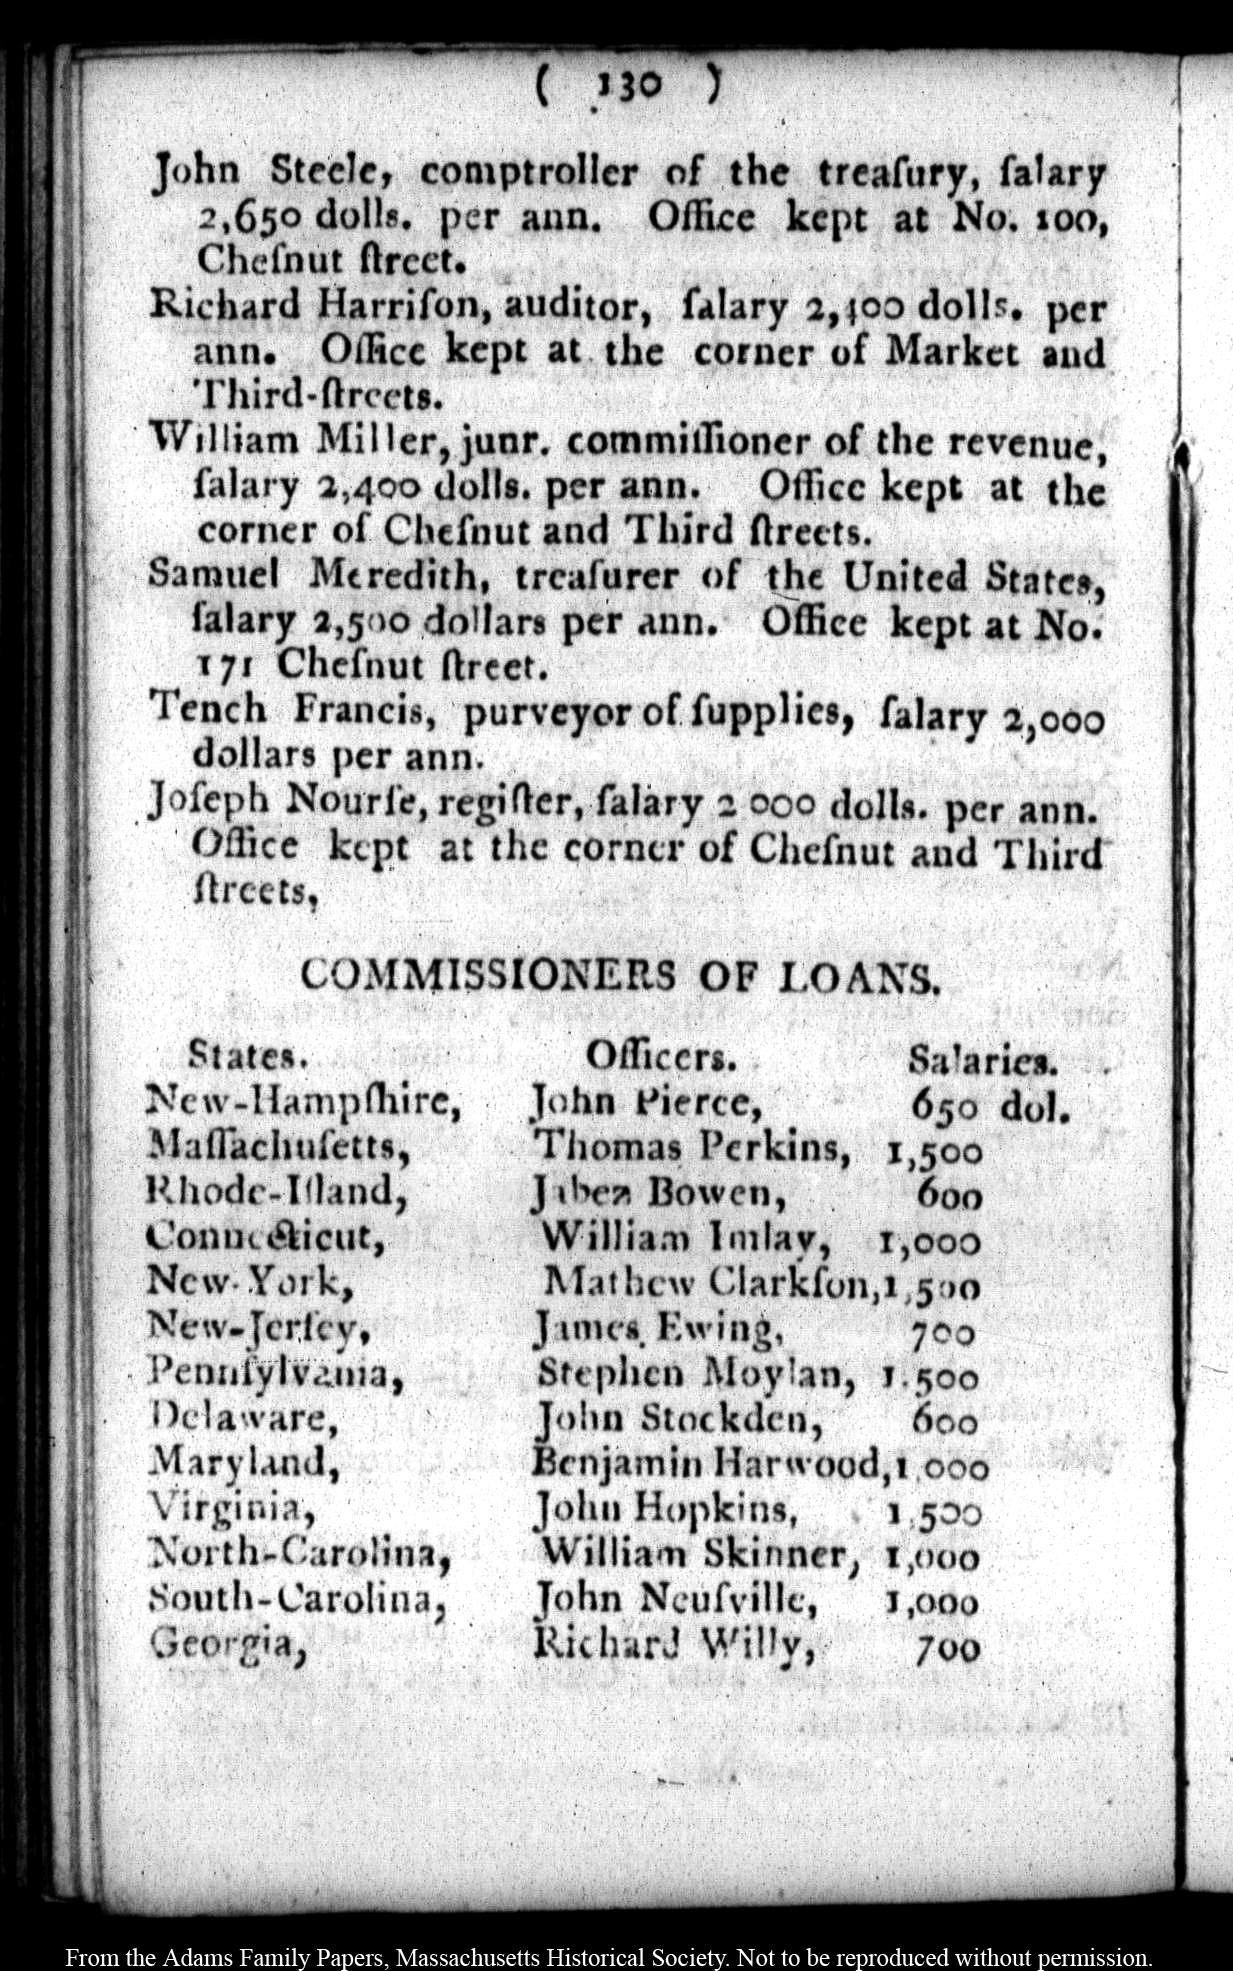 ( 130 )
John Steele, comptroller of the treaſury, ſalary
2,650 dolls. per ann. Office kept at No. 100,
Cheſnut ſtreet.
Richard Harriſon, auditor, ſalary 2,400 dolls. per
ann. Office kept at the corner of Market and
Third-ſtreets.
William Miller, junr. commiſſioner of the revenue,
ſalary 2,400 dolls. per ann. Office kept at the
corner of Cheſnut and Third ſtreets.
Samuel Meredith, treaſurer of the United States,
ſalary 2,500 dollars per ann. Office kept at No.
171 Cheſnut ſtreet.
Tench Francis, purveyor of ſupplies, ſalary 2,000
dollars per ann.
Joſeph Nourſe, regiſter, ſalary 2 000 dolls. per ann.
Office kept at the corner of Cheſnut and Third
ſtreets,
COMMISSIONERS OF LOANS.
States. Officers. Salaries.
New-Hampſhire, John Pierce, 650 dol.
Maſſachuſetts, Thomas Perkins, 1,500
Rhode-Iſland, Jabez Bowen, 600
Connecticut, William Imlay, 1,000
New-York, Mathew Clarkſon, 1,500
New-Jerſey, James Ewing, 700
Pennſylvania, Stephen Moylan, 1.500
Delaware, John Stockden, 600
Maryland, Benjamin Harwood, 1 000
Virginia, John Hopkins, 1,500
North-Carolina, William Skinner, 1,000
South-Carolina, John Neuſville, 1,000
Georgia, Richard Willy, 700
From the Adams Family Papers, Massachusetts Historical Society. Not to be reproduced without permission.